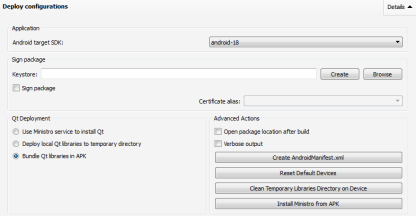 Deploy configurations
Details
Application
Android target SDK:
android-18
Sign package
Keystore:
Create
Browse
Sign package
Certificate alias:
Qt Deployment
Use Ministro service to install Qt
Deploy local Qt libraries to temporary directory
Bundle Qt libraries in APK
Advanced Actions
Open package location after build
Verbose output
Create AndroidManifest.xml
Reset Default Devices
Clean Temporary Libraries Directory on Device
Install Ministro from APK